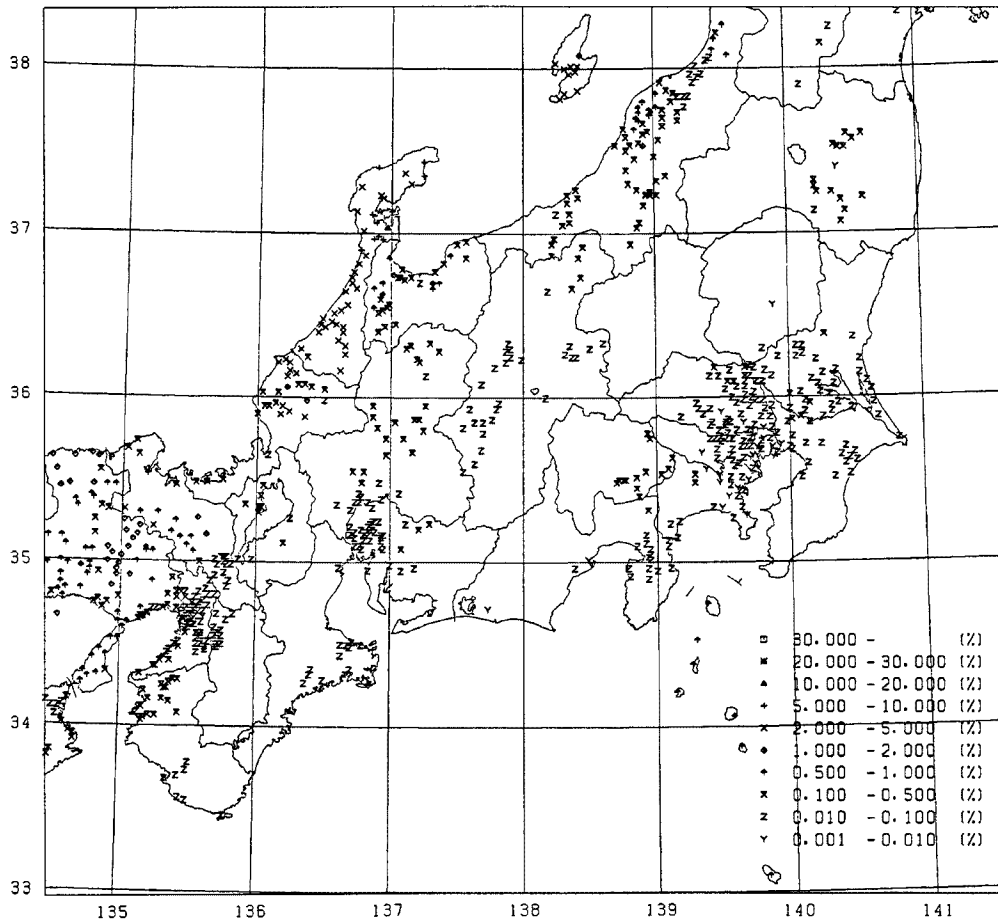 38
37
36
35
34
33
30.000 - (%)
20.000 - 30.000 (%)
10.000 - 20.000 (%)
5.000 - 10.000 (%)
2.000 - 5.000 (%)
1.000 - 2.000 (%)
0.500 - 1.000 (%)
0.100 - 0.500 (%)
0.010 - 0.100 (%)
0.001 - 0.010 (%)
135 136 137 138 139 140 141